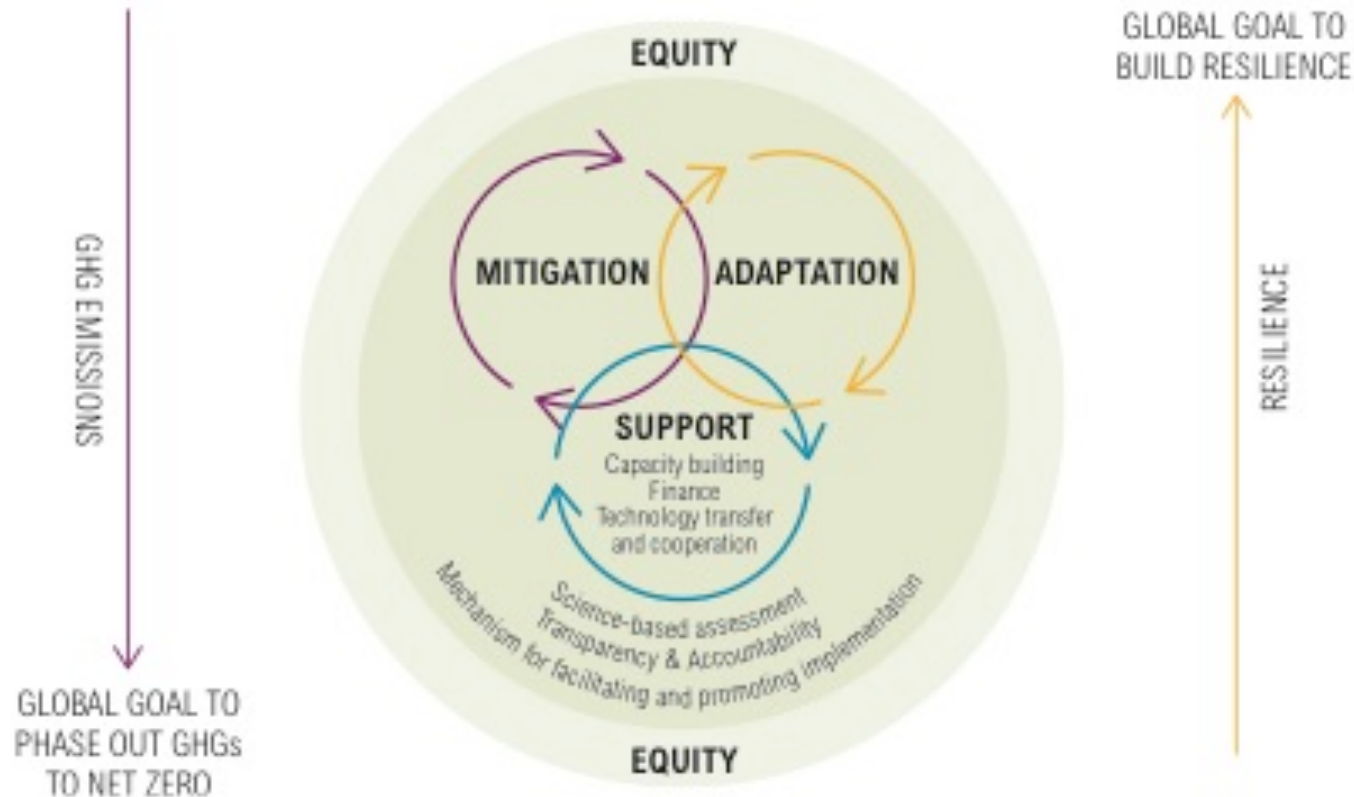 GLOBAL GOAL TO
BUILD RESILIENCE
EQUITY
GHG EMISSIONS
MITIGATION
ADAPTATION
RESILIENCE
SUPPORT
Capacity building
Finance
Technology transfer
and cooperation
Science-based assessment
Transparency & Accountability
Mechanism for facilitating and promoting implementation
GLOBAL GOAL TO
PHASE OUT GHGs
TO NET ZERO
EQUITY